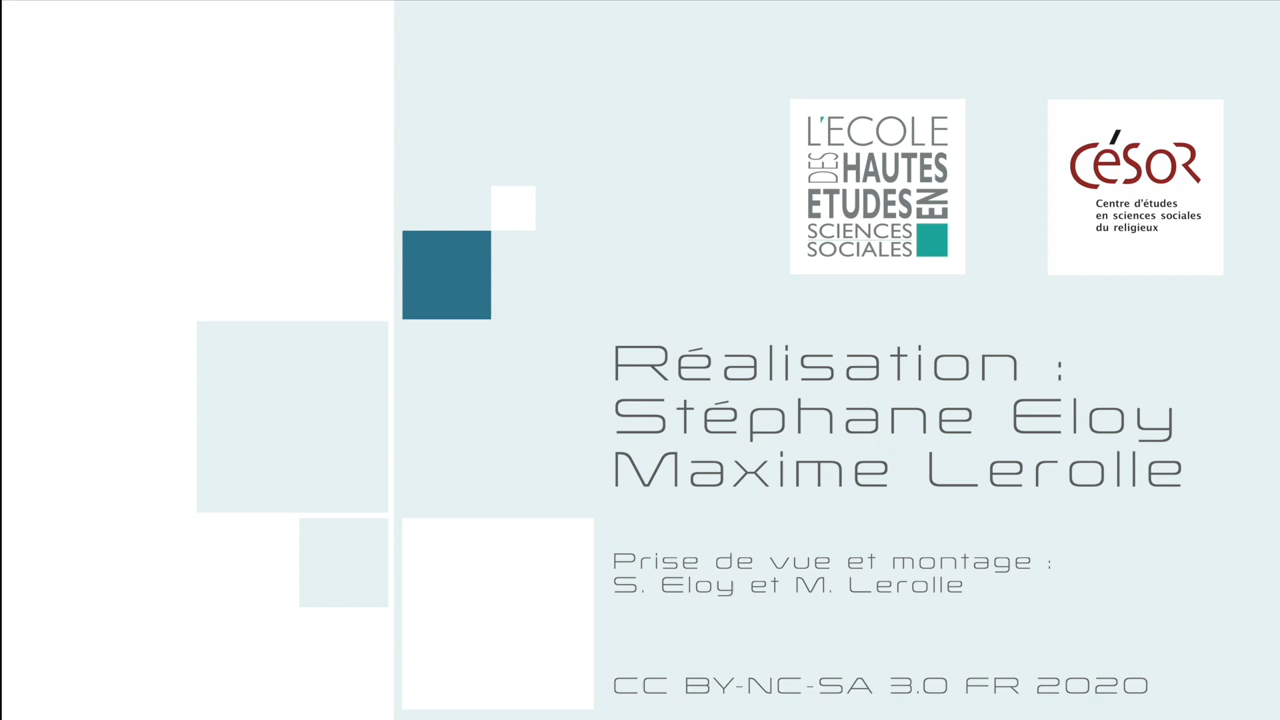 L'ECOLE
DES HAUTES
ETUDES EN
SCIENCES
SOCIALES
CéSoR
Centre d'études
en sciences sociales
du religieux
Réalisation :
Stéphane Eloy
Maxime Lerolle
Prise de vue et montage :
S. Eloy et M. Lerolle
CC BY-NC-SA 3.0 FR 2020